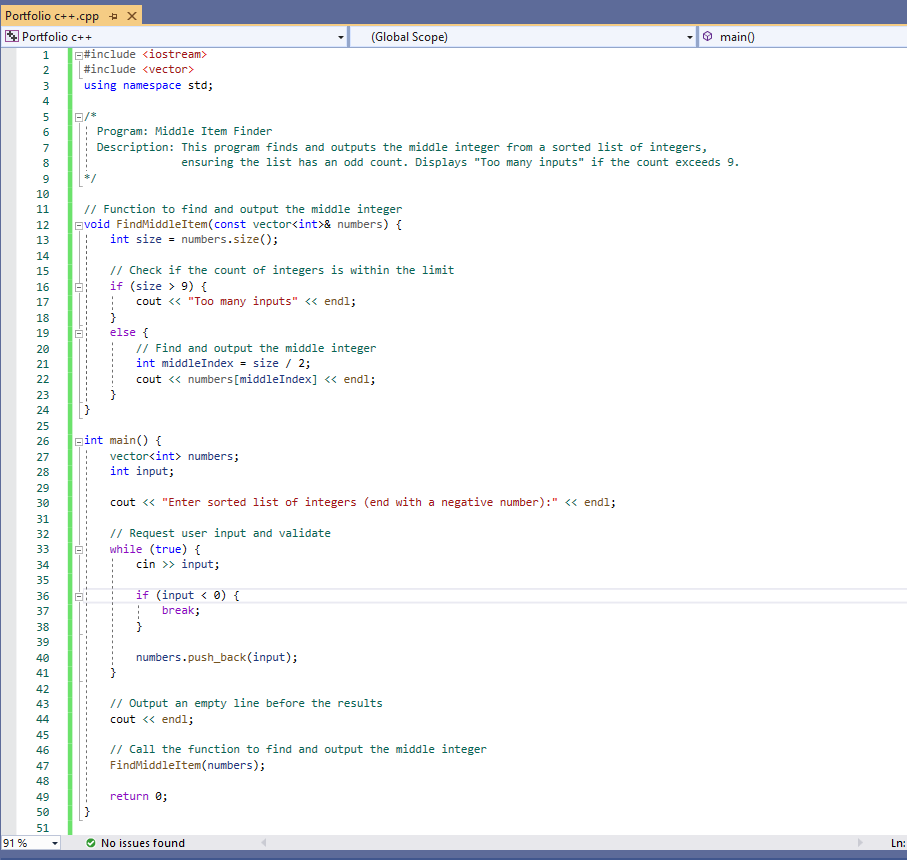 Portfolio c++.cpp
Portfolio c++ (Global Scope) main()
1 #include <iostream>
2 #include <vector>
3 using namespace std;
4
5 /*
6   Program: Middle Item Finder
7   Description: This program finds and outputs the middle integer from a sorted list of integers,
8                ensuring the list has an odd count. Displays "Too many inputs" if the count exceeds 9.
9 */
10
11 // Function to find and output the middle integer
12 void FindMiddleItem(const vector<int>& numbers) {
13     int size = numbers.size();
14
15     // Check if the count of integers is within the limit
16     if (size > 9) {
17         cout << "Too many inputs" << endl;
18     }
19     else {
20         // Find and output the middle integer
21         int middleIndex = size / 2;
22         cout << numbers[middleIndex] << endl;
23     }
24 }
25
26 int main() {
27     vector<int> numbers;
28     int input;
29
30     cout << "Enter sorted list of integers (end with a negative number):" << endl;
31
32     // Request user input and validate
33     while (true) {
34         cin >> input;
35
36         if (input < 0) {
37             break;
38         }
39
40         numbers.push_back(input);
41     }
42
43     // Output an empty line before the results
44     cout << endl;
45
46     // Call the function to find and output the middle integer
47     FindMiddleItem(numbers);
48
49     return 0;
50 }
51
91 % No issues found Ln: